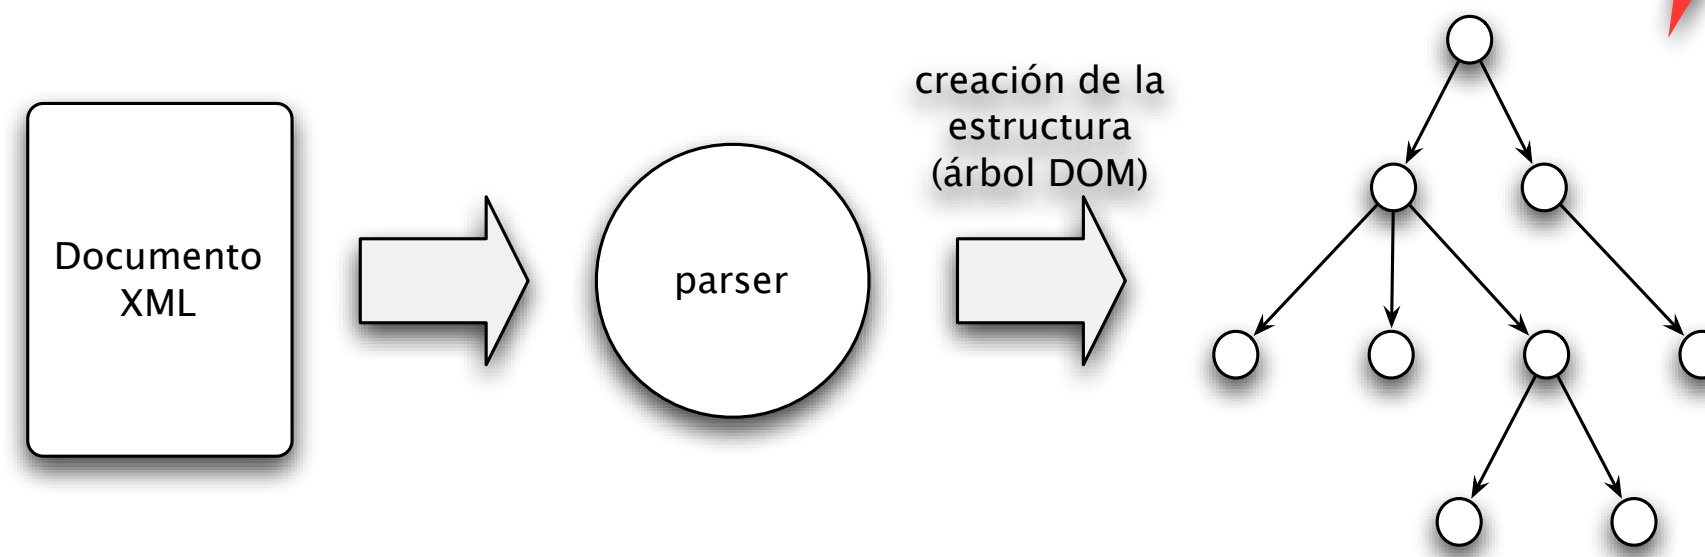 Documento
XML
parser
creación de la
estructura
(árbol DOM)